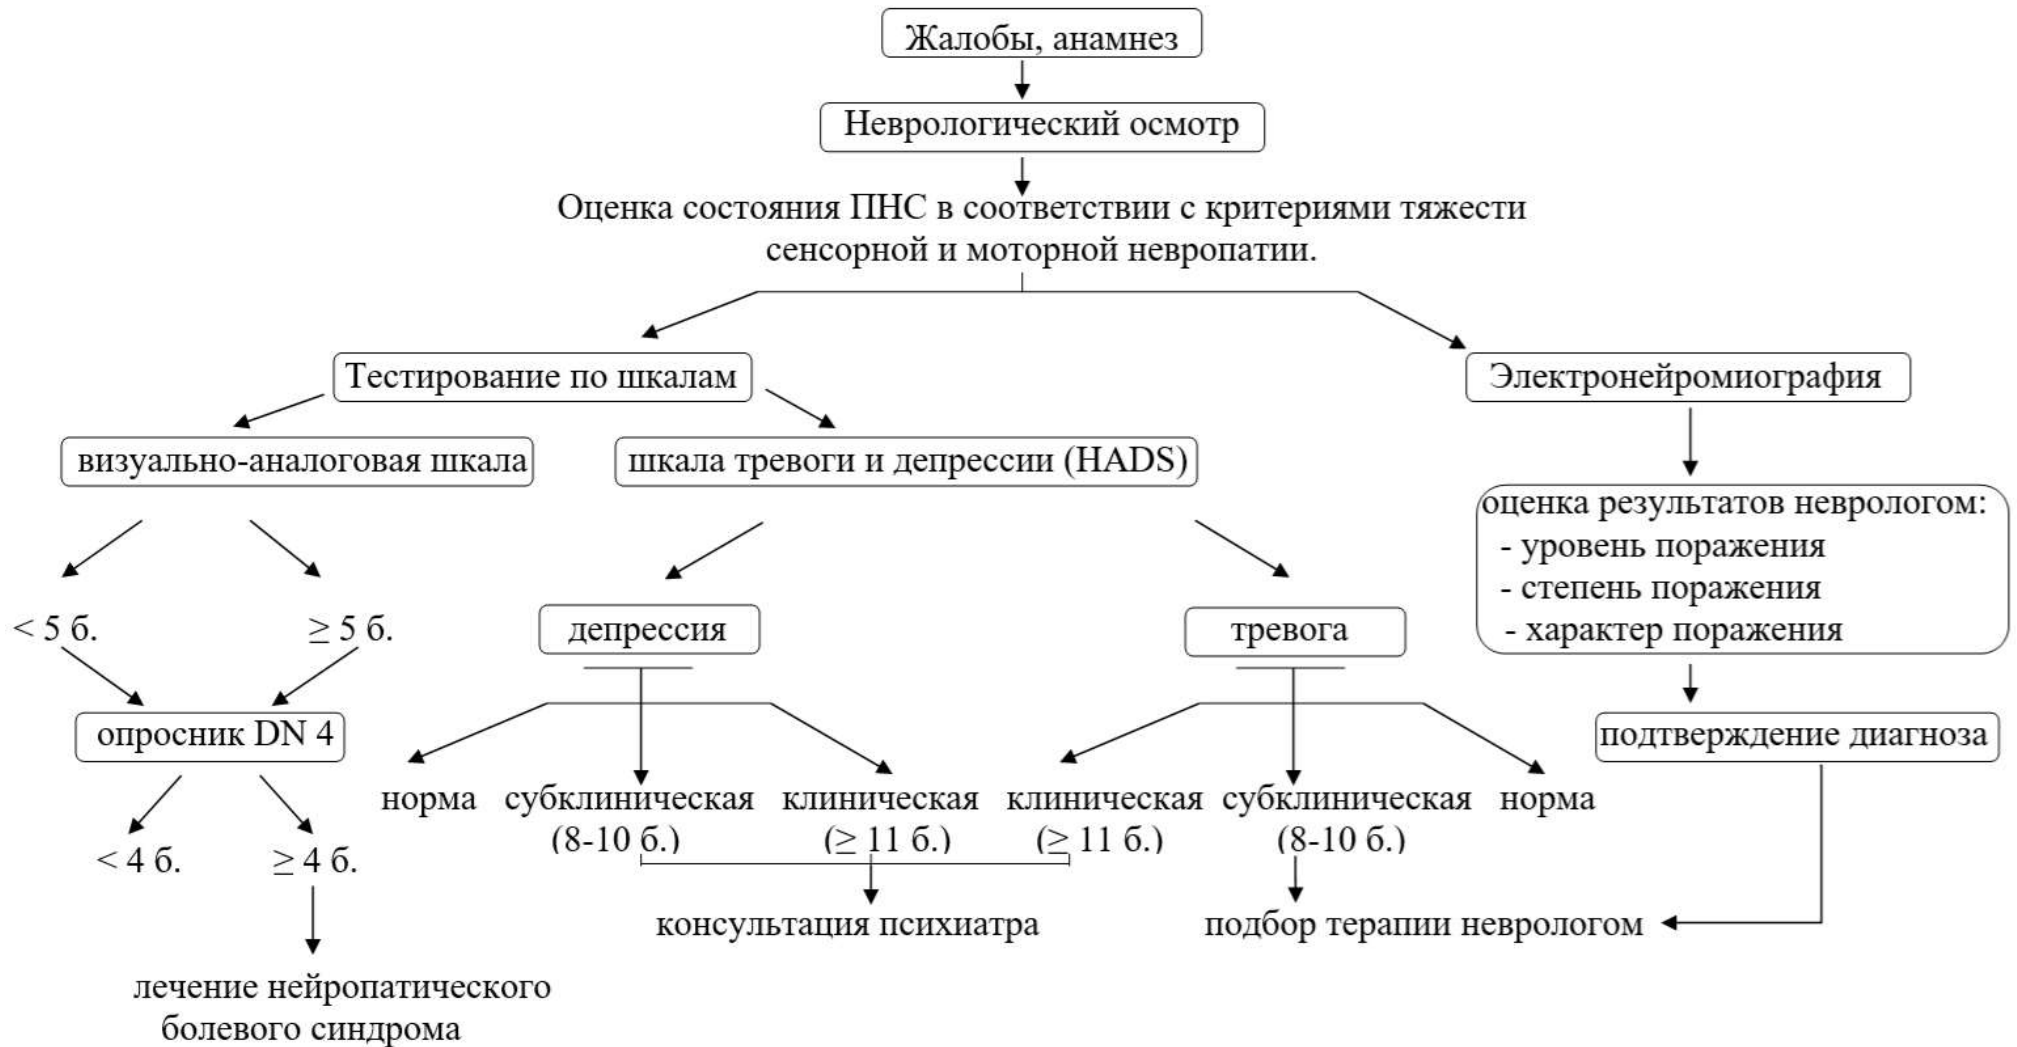 Жалобы, анамнез
Неврологический осмотр
Оценка состояния ПНС в соответствии с критериями тяжести
сенсорной и моторной невропатии.
Тестирование по шкалам
Электронейромиография
визуально-аналоговая шкала
шкала тревоги и депрессии (HADS)
оценка результатов неврологом:
- уровень поражения
- степень поражения
- характер поражения
< 5 б.
≥ 5 б.
депрессия
тревога
опросник DN 4
подтверждение диагноза
норма
субклиническая
(8-10 б.)
клиническая
(≥ 11 б.)
клиническая
(≥ 11 б.)
субклиническая
(8-10 б.)
норма
< 4 б.
≥ 4 б.
консультация психиатра
подбор терапии неврологом
лечение нейропатического
болевого синдрома